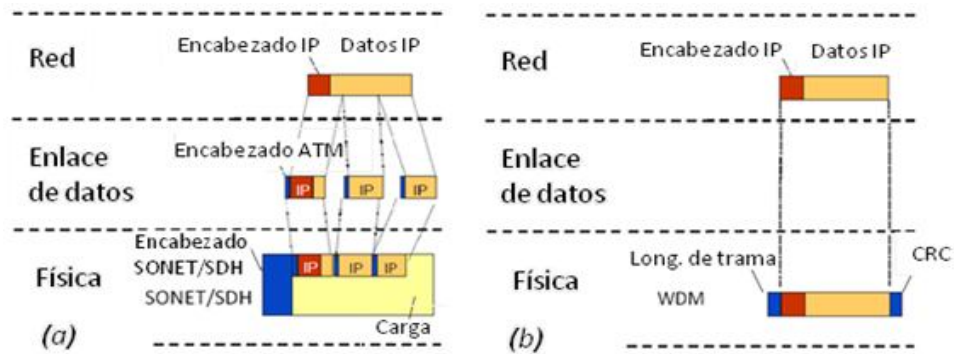 Red
Encabezado IP
Datos IP
Enlace
de datos
Encabezado ATM
IP
IP
IP
Física
Encabezado
SONET/SDH
SONET/SDH
IP
IP
IP
Carga
(a)
Red
Encabezado IP
Datos IP
Enlace
de datos
Física
Long. de trama
CRC
WDM
(b)